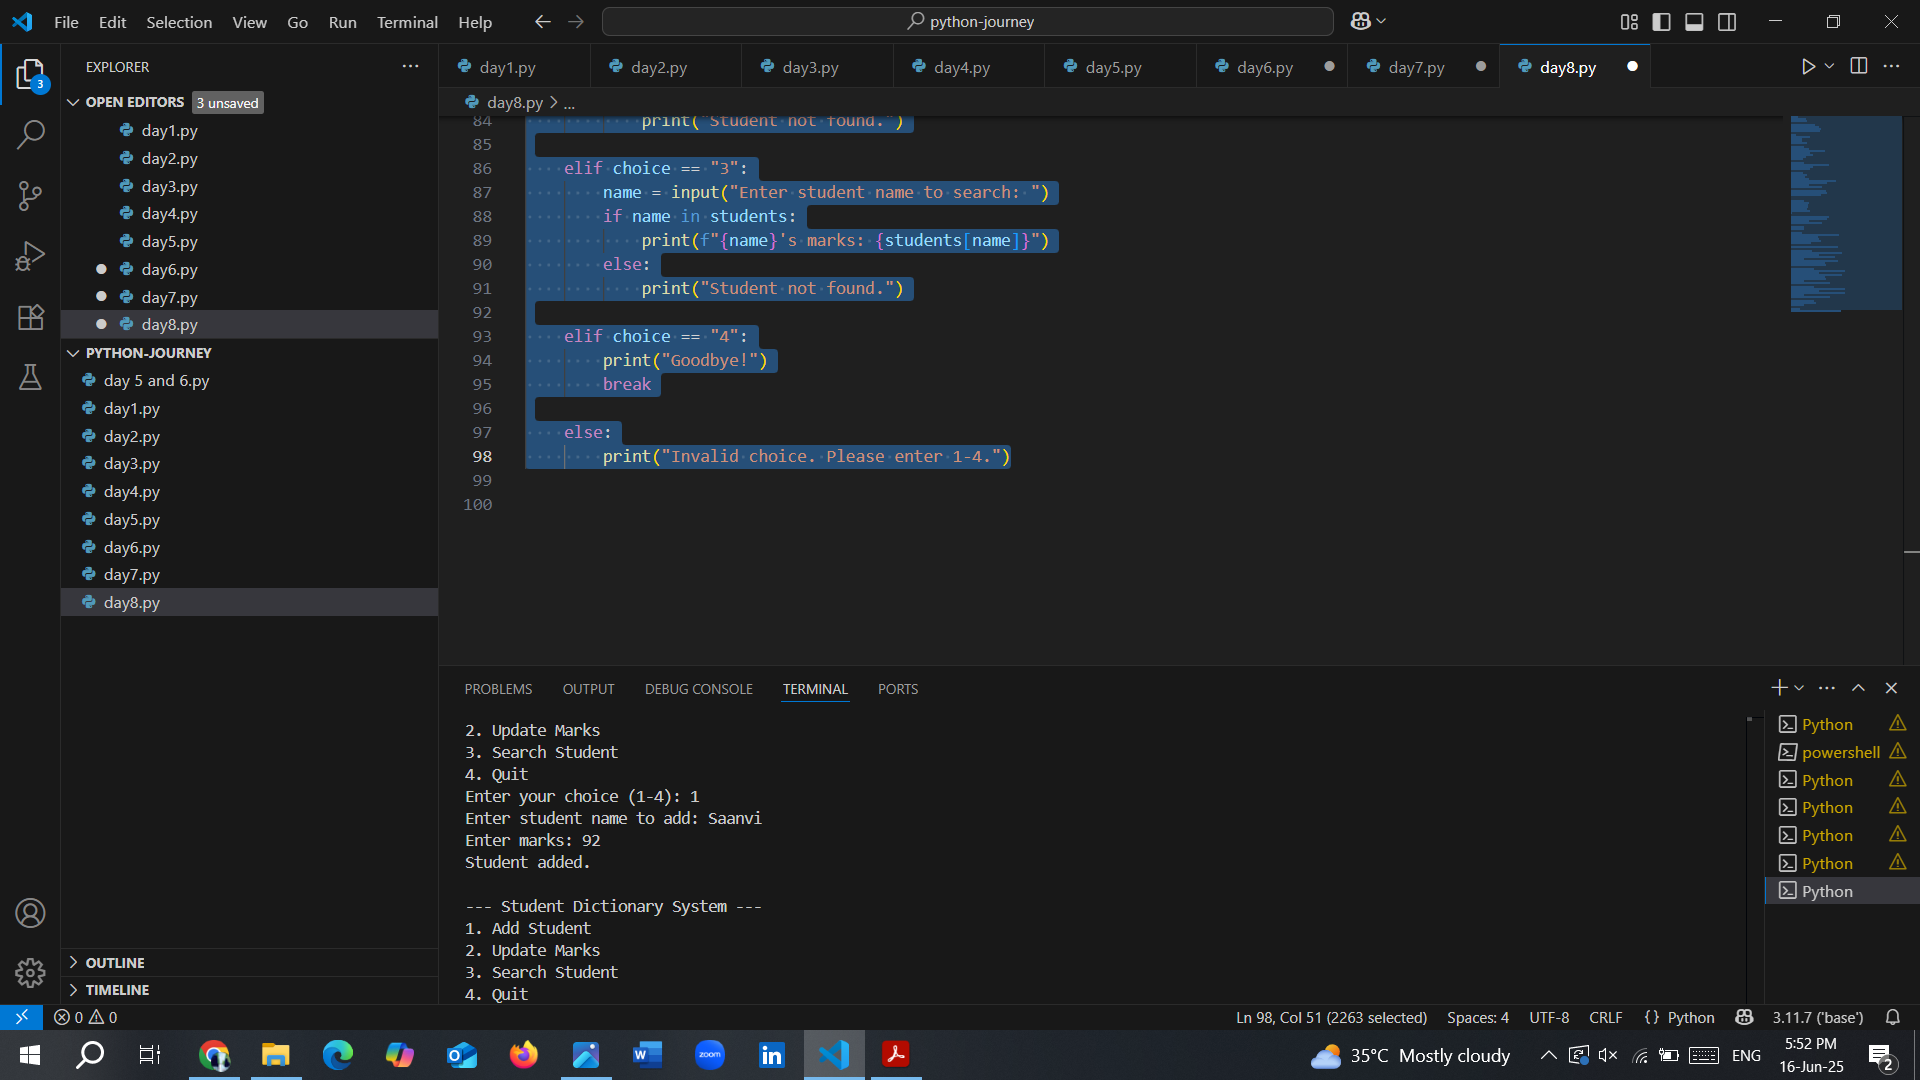 File Edit Selection View Go Run Terminal Help
python-journey
EXPLORER
OPEN EDITORS 3 unsaved
day1.py
day2.py
day3.py
day4.py
day5.py
day6.py
day7.py
day8.py
PYTHON-JOURNEY
day 5 and 6.py
day1.py
day2.py
day3.py
day4.py
day5.py
day6.py
day7.py
day8.py
OUTLINE
TIMELINE
3
day1.py day2.py day3.py day4.py day5.py day6.py day7.py day8.py
day8.py > ...
84 print("Student not found.")
85
86 elif choice == "3":
87 name = input("Enter student name to search: ")
88 if name in students:
89 print(f"{name}'s marks: {students[name]}")
90 else:
91 print("Student not found.")
92
93 elif choice == "4":
94 print("Goodbye!")
95 break
96
97 else:
98 print("Invalid choice. Please enter 1-4.")
99
100
PROBLEMS OUTPUT DEBUG CONSOLE TERMINAL PORTS
2. Update Marks
3. Search Student
4. Quit
Enter your choice (1-4): 1
Enter student name to add: Saanvi
Enter marks: 92
Student added.
--- Student Dictionary System ---
1. Add Student
2. Update Marks
3. Search Student
4. Quit
Python
powershell
Python
Python
Python
Python
Python
0 0
Ln 98, Col 51 (2263 selected) Spaces: 4 UTF-8 CRLF {} Python 3.11.7 ('base')
zoom
35°C Mostly cloudy
ENG
5:52 PM
16-Jun-25
2